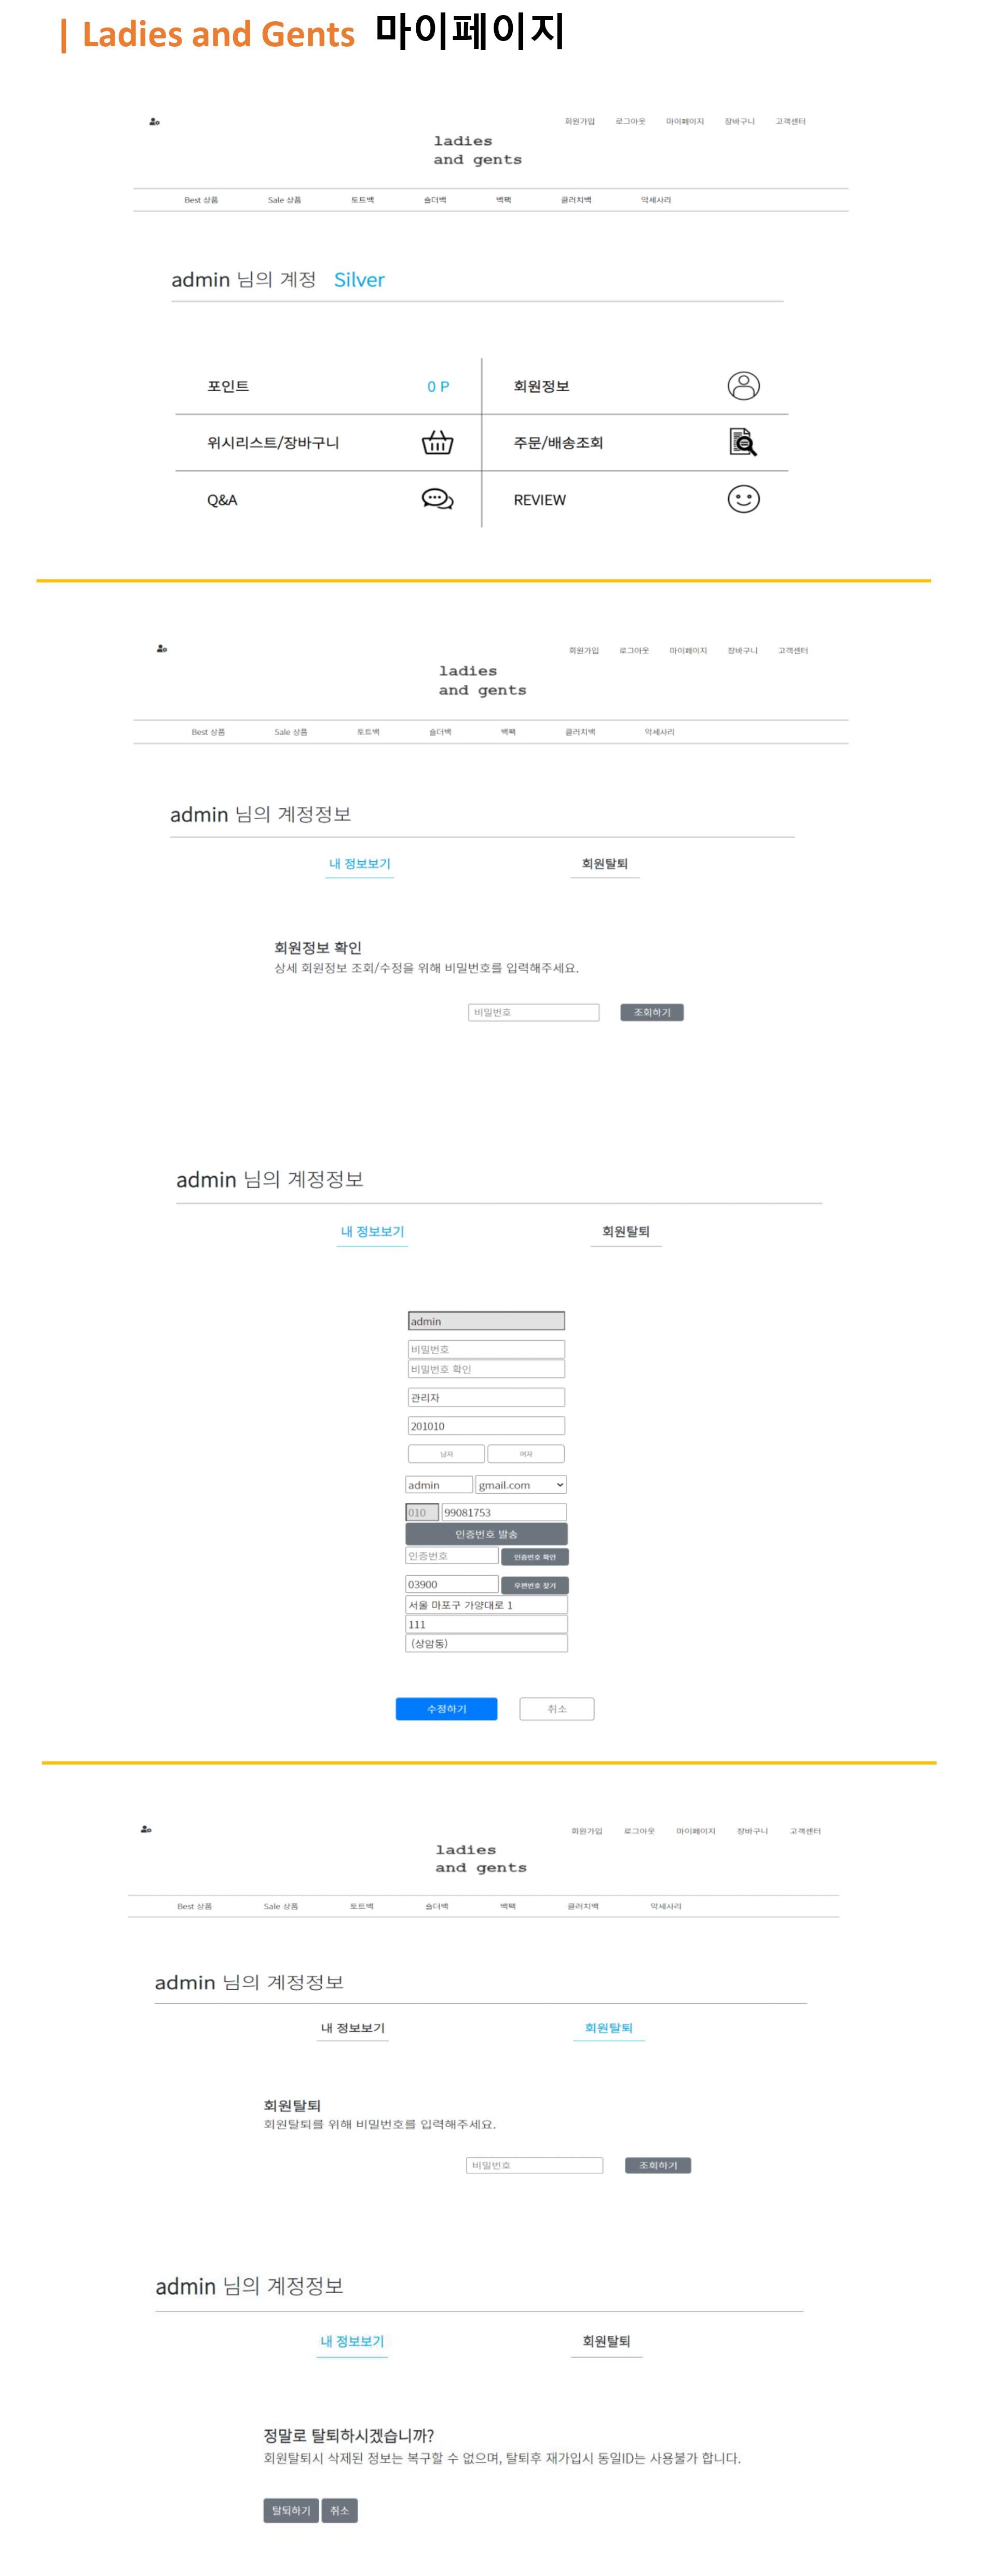 | Ladies and Gents 마이페이지
회원가입 로그아웃 마이페이지 장바구니 고객센터
ladies
and gents
Best 상품 Sale 상품 토트백 숄더백 백팩 클러치백 악세사리
admin 님의 계정 Silver
포인트 0 P 회원정보
위시리스트/장바구니 주문/배송조회
Q&A REVIEW
회원가입 로그아웃 마이페이지 장바구니 고객센터
ladies
and gents
Best 상품 Sale 상품 토트백 숄더백 백팩 클러치백 악세사리
admin 님의 계정정보
내 정보보기 회원탈퇴
회원정보 확인
상세 회원정보 조회/수정을 위해 비밀번호를 입력해주세요.
비밀번호 조회하기
admin 님의 계정정보
내 정보보기 회원탈퇴
admin
비밀번호
비밀번호 확인
관리자
201010
남자 여자
admin gmail.com
010 99081753
인증번호 발송
인증번호 인증번호 확인
03900 우편번호 찾기
서울 마포구 가양대로 1
111
(상암동)
수정하기 취소
회원가입 로그아웃 마이페이지 장바구니 고객센터
ladies
and gents
Best 상품 Sale 상품 토트백 숄더백 백팩 클러치백 악세사리
admin 님의 계정정보
내 정보보기 회원탈퇴
회원탈퇴
회원탈퇴를 위해 비밀번호를 입력해주세요.
비밀번호 조회하기
admin 님의 계정정보
내 정보보기 회원탈퇴
정말로 탈퇴하시겠습니까?
회원탈퇴시 삭제된 정보는 복구할 수 없으며, 탈퇴후 재가입시 동일ID는 사용불가 합니다.
탈퇴하기 취소